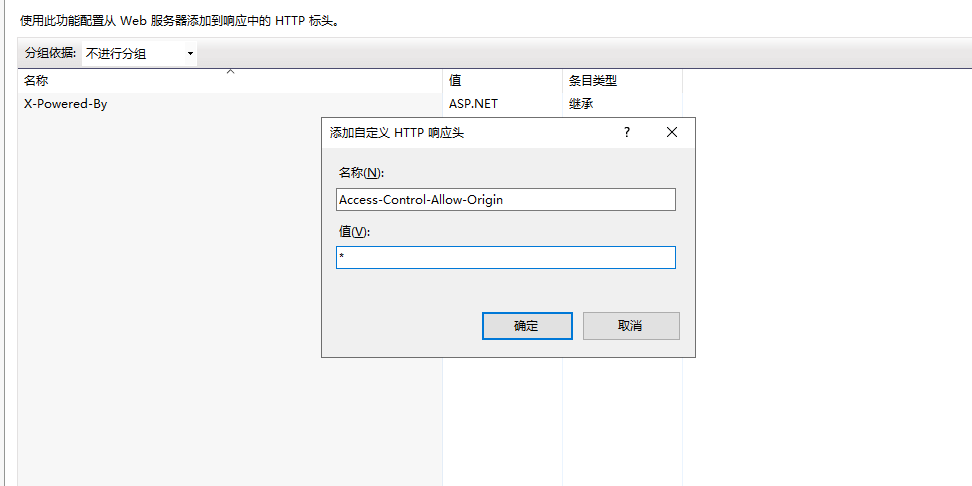 使用此功能配置从 Web 服务器添加到响应中的 HTTP 标头。
分组依据: 不进行分组
名称 值 条目类型
X-Powered-By ASP.NET 继承
添加自定义 HTTP 响应头 ?
名称(N):
Access-Control-Allow-Origin
值(V):
*
确定 取消